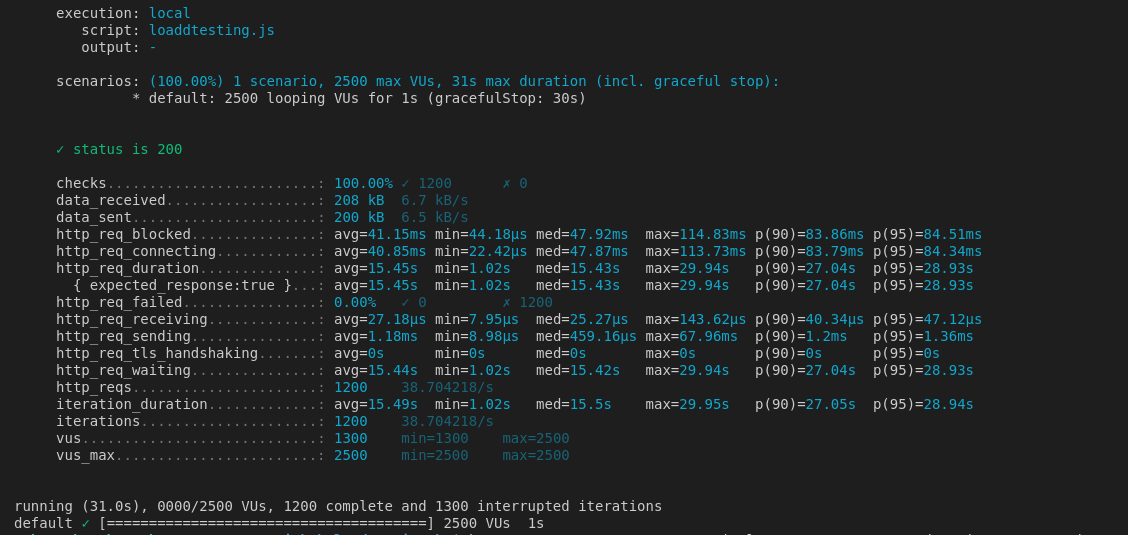 execution: local
script: loaddtesting.js
output: -
scenarios: (100.00%) 1 scenario, 2500 max VUs, 31s max duration (incl. graceful stop):
* default: 2500 looping VUs for 1s (gracefulStop: 30s)
✓ status is 200
checks.........................: 100.00% ✓ 1200 ✗ 0
data_received..................: 208 kB 6.7 kB/s
data_sent......................: 200 kB 6.5 kB/s
http_req_blocked...............: avg=41.15ms min=44.18µs med=47.92ms max=114.83ms p(90)=83.86ms p(95)=84.51ms
http_req_connecting............: avg=40.85ms min=22.42µs med=47.87ms max=113.73ms p(90)=83.79ms p(95)=84.34ms
http_req_duration..............: avg=15.45s min=1.02s med=15.43s max=29.94s p(90)=27.04s p(95)=28.93s
{ expected_response:true }...: avg=15.45s min=1.02s med=15.43s max=29.94s p(90)=27.04s p(95)=28.93s
http_req_failed................: 0.00% ✓ 0 ✗ 1200
http_req_receiving.............: avg=27.18µs min=7.95µs med=25.27µs max=143.62µs p(90)=40.34µs p(95)=47.12µs
http_req_sending...............: avg=1.18ms min=8.98µs med=459.16µs max=67.96ms p(90)=1.2ms p(95)=1.36ms
http_req_tls_handshaking.......: avg=0s min=0s med=0s max=0s p(90)=0s p(95)=0s
http_req_waiting...............: avg=15.44s min=1.02s med=15.42s max=29.94s p(90)=27.04s p(95)=28.93s
http_reqs......................: 1200 38.704218/s
iteration_duration.............: avg=15.49s min=1.02s med=15.5s max=29.95s p(90)=27.05s p(95)=28.94s
iterations.....................: 1200 38.704218/s
vus............................: 1300 min=1300 max=2500
vus_max........................: 2500 min=2500 max=2500
running (31.0s), 0000/2500 VUs, 1200 complete and 1300 interrupted iterations
default ✓ [======================================] 2500 VUs 1s